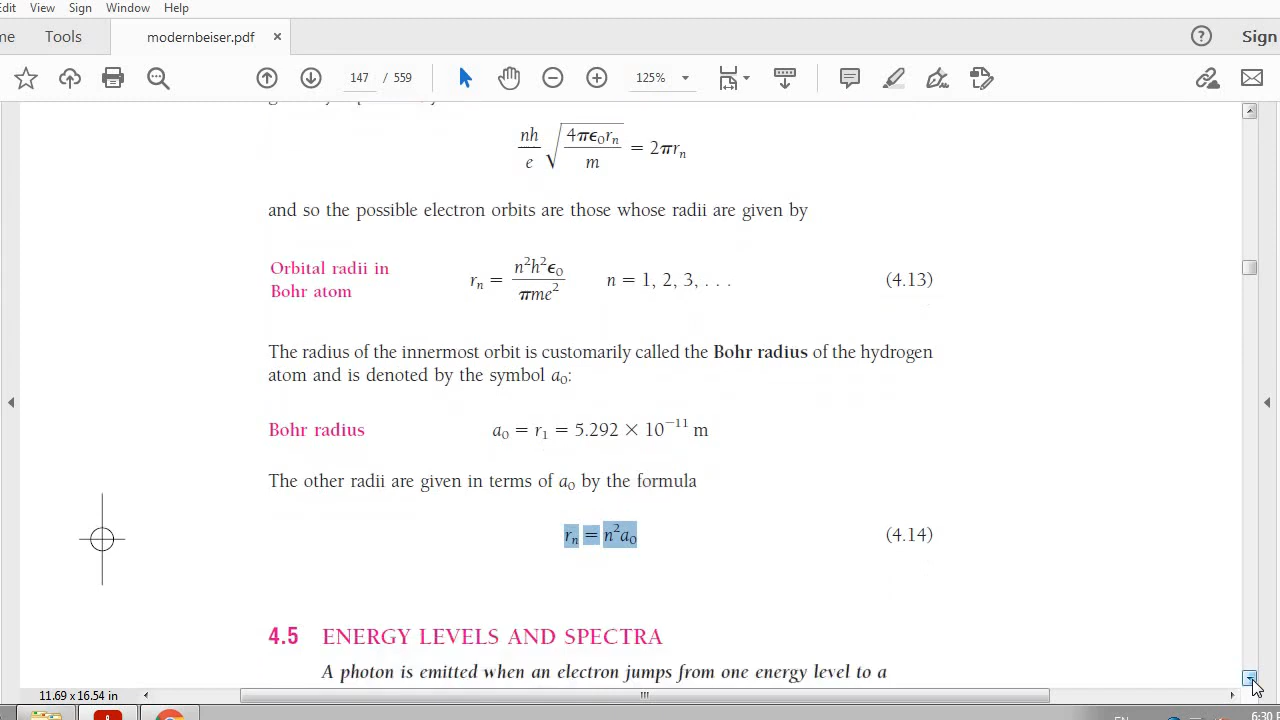 Edit View Sign Window Help
me Tools modernbeiser.pdf × ? Sign
147 / 559 125%
nh/e √(4πϵ₀rₙ/m) = 2πrₙ
and so the possible electron orbits are those whose radii are given by
Orbital radii in
Bohr atom
rₙ = n²h²ϵ₀/πme² n = 1, 2, 3, . . . (4.13)
The radius of the innermost orbit is customarily called the Bohr radius of the hydrogen
atom and is denoted by the symbol a₀:
Bohr radius a₀ = r₁ = 5.292 × 10⁻¹¹ m
The other radii are given in terms of a₀ by the formula
rₙ = n²a₀ (4.14)
4.5 ENERGY LEVELS AND SPECTRA
A photon is emitted when an electron jumps from one energy level to a
11.69 x 16.54 in
EN 6:30 P